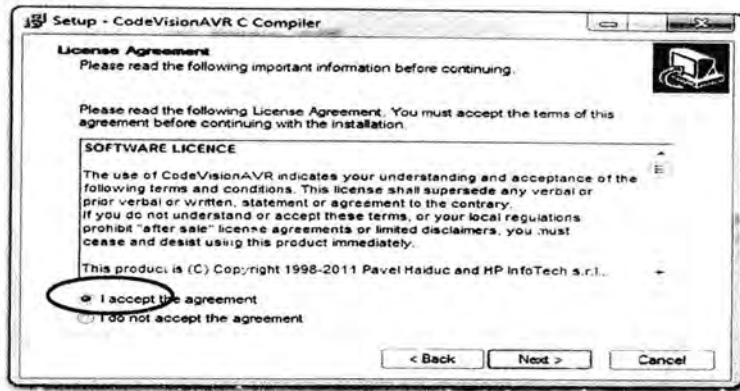 Setup - CodeVisionAVR C Compiler
License Agreement
Please read the following important information before continuing.
Please read the following License Agreement. You must accept the terms of this
agreement before continuing with the installation.
SOFTWARE LICENCE
The use of CodeVisionAVR indicates your understanding and acceptance of the
following terms and conditions. This license shall supersede any verbal or
prior verbal or written, statement or agreement to the contrary.
If you do not understand or accept these terms, or your local regulations
prohibit "after sale" license agreements or limited disclaimers, you must
cease and desist using this product immediately.
This product is (C) Copyright 1998-2011 Pavel Haiduc and HP InfoTech s.r.l.
I accept the agreement
I do not accept the agreement
< Back Next > Cancel